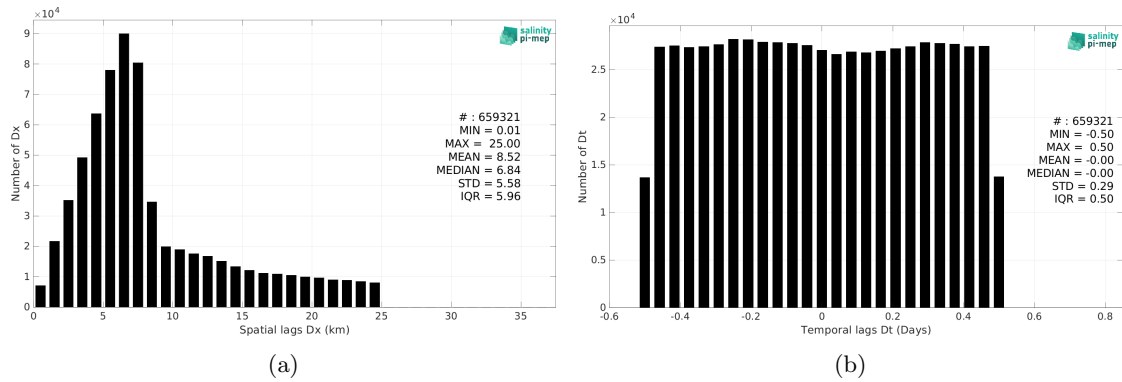 ×10⁴
9
8
7
6
5
4
3
2
1
0
Number of Dx
0 5 10 15 20 25 30 35
Spatial lags Dx (km)
salinity
pi-mep
# : 659321
MIN = 0.01
MAX = 25.00
MEAN = 8.52
MEDIAN = 6.84
STD = 5.58
IQR = 5.96
(a)
×10⁴
2.5
2
1.5
1
0.5
0
Number of Dt
-0.6 -0.4 -0.2 0 0.2 0.4 0.6 0.8
Temporal lags Dt (Days)
salinity
pi-mep
# : 659321
MIN = -0.50
MAX = 0.50
MEAN = -0.00
MEDIAN = -0.00
STD = 0.29
IQR = 0.50
(b)